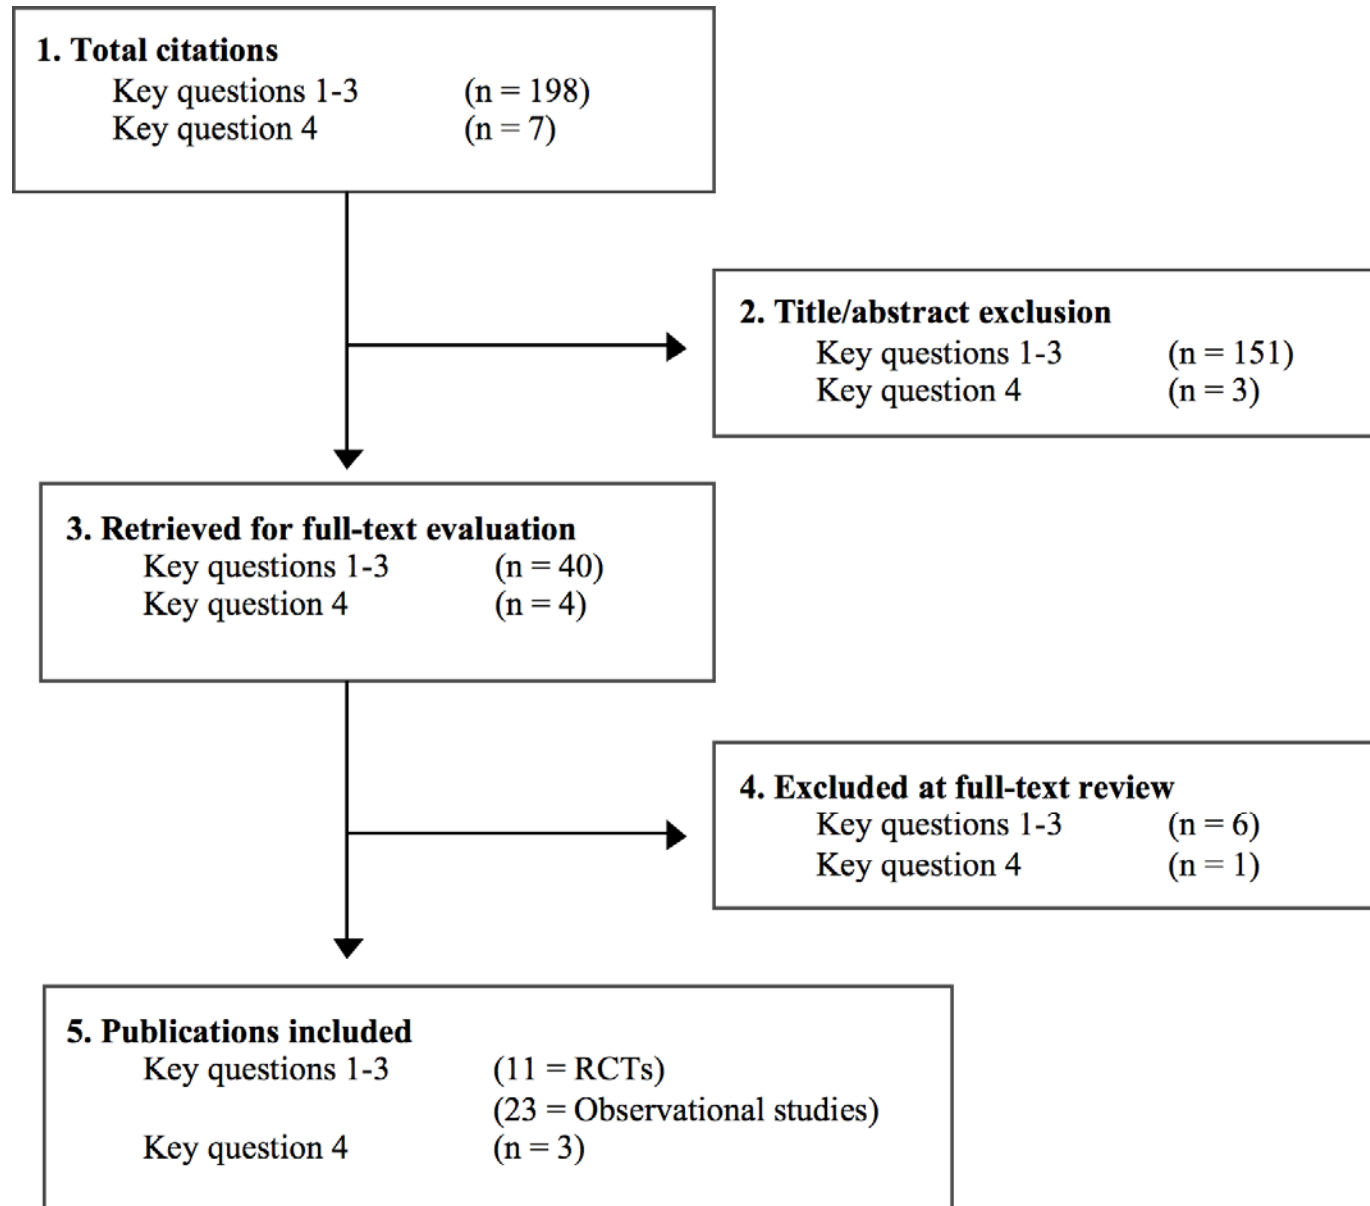 1. Total citations
Key questions 1-3 (n = 198)
Key question 4 (n = 7)
2. Title/abstract exclusion
Key questions 1-3 (n = 151)
Key question 4 (n = 3)
3. Retrieved for full-text evaluation
Key questions 1-3 (n = 40)
Key question 4 (n = 4)
4. Excluded at full-text review
Key questions 1-3 (n = 6)
Key question 4 (n = 1)
5. Publications included
Key questions 1-3 (11 = RCTs)
(23 = Observational studies)
Key question 4 (n = 3)